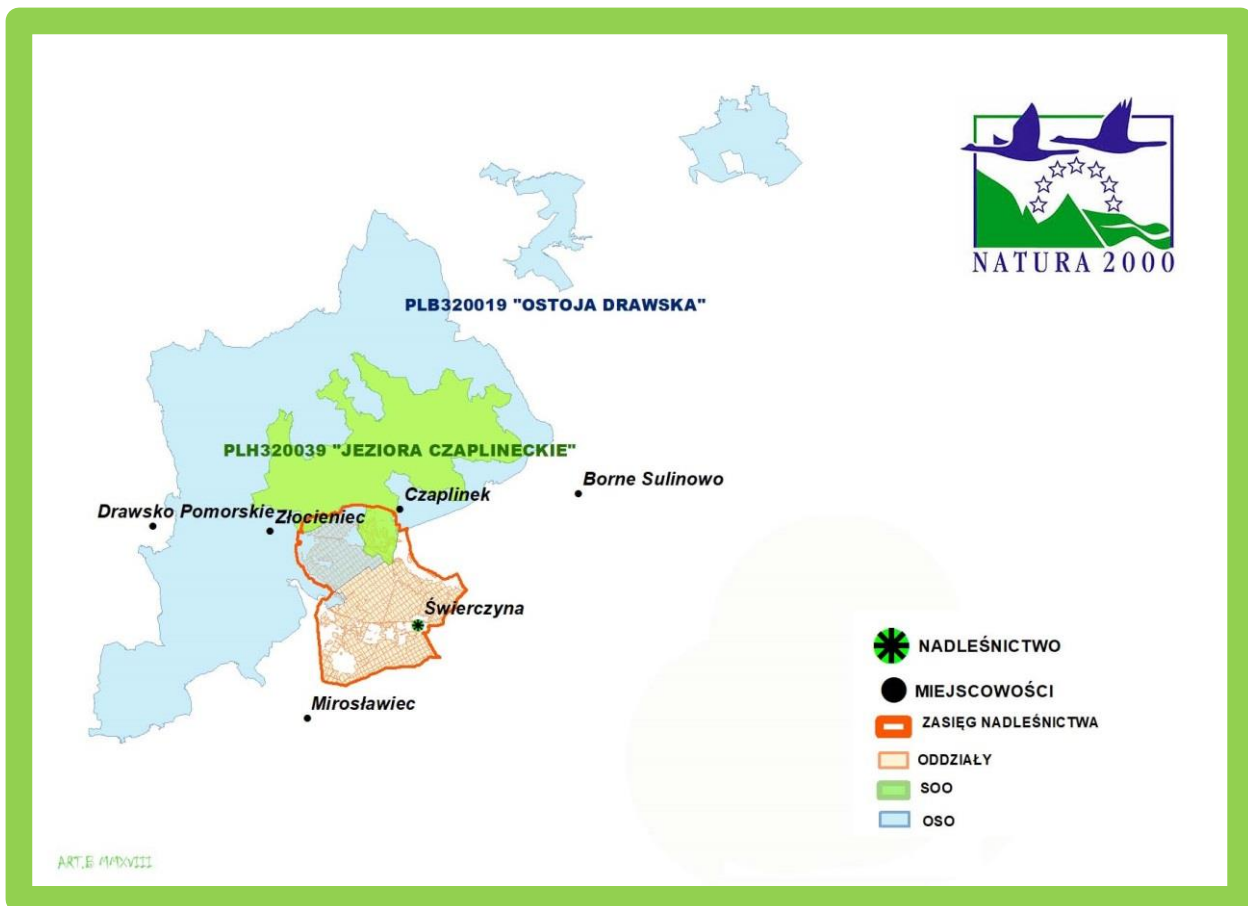 NATURA 2000
PLB320019 "OSTOJA DRAWSKA"
PLH320039 "JEZIORA CZAPLINECKIE"
Borne Sulinowo
Czaplinek
Drawsko Pomorskie
Złocieniec
Świerczyna
Mirosławiec
NADLEŚNICTWO
MIEJSCOWOŚCI
ZASIĘG NADLEŚNICTWA
ODDZIAŁY
SOO
OSO
ART.E MMXVIII